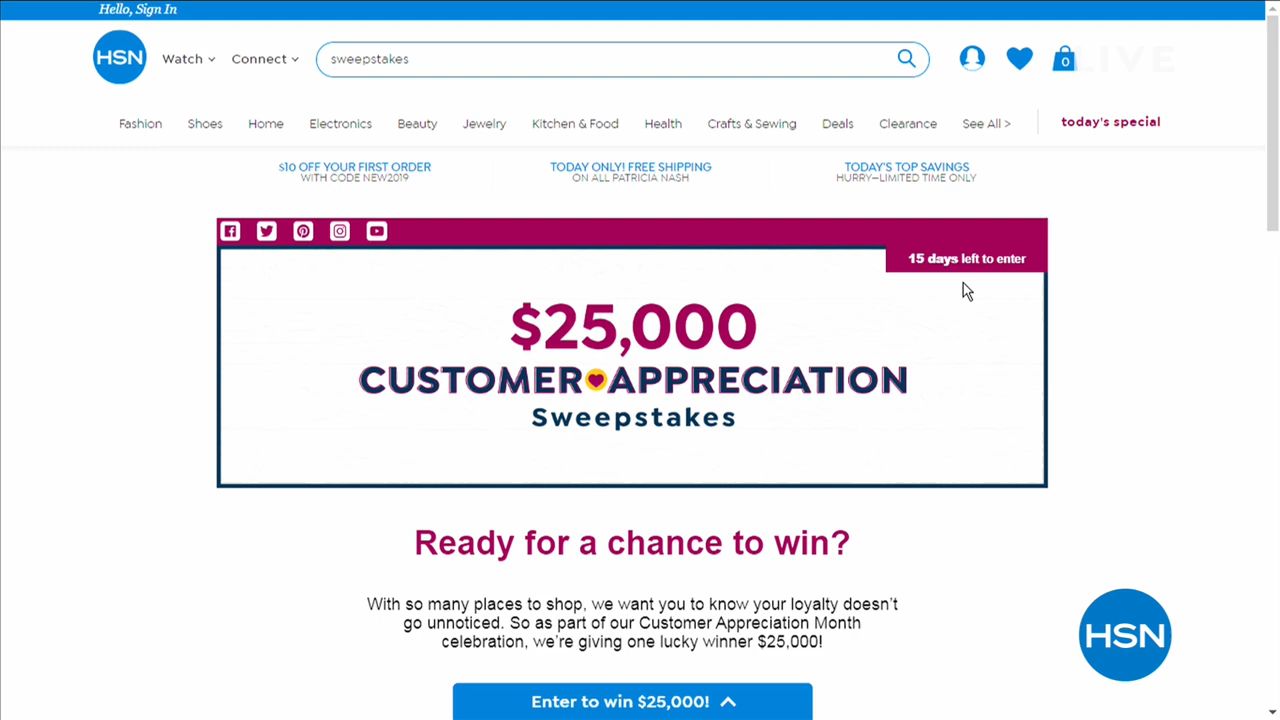 Hello, Sign In
HSN
Watch
Connect
sweepstakes
0
LIVE
Fashion
Shoes
Home
Electronics
Beauty
Jewelry
Kitchen & Food
Health
Crafts & Sewing
Deals
Clearance
See All >
today's special
$10 OFF YOUR FIRST ORDER
WITH CODE NEW2019
TODAY ONLY! FREE SHIPPING
ON ALL PATRICIA NASH
TODAY'S TOP SAVINGS
HURRY—LIMITED TIME ONLY
15 days left to enter
$25,000
CUSTOMER APPRECIATION
Sweepstakes
Ready for a chance to win?
With so many places to shop, we want you to know your loyalty doesn't
go unnoticed. So as part of our Customer Appreciation Month
celebration, we're giving one lucky winner $25,000!
HSN
Enter to win $25,000!